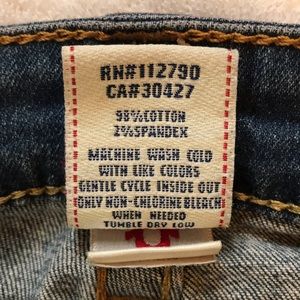 RN#112790
CA#30427
98%COTTON
2%SPANDEX
MACHINE WASH COLD
WITH LIKE COLORS
GENTLE CYCLE INSIDE OUT
ONLY NON-CHLORINE BLEACH
WHEN NEEDED
TUMBLE DRY LOW